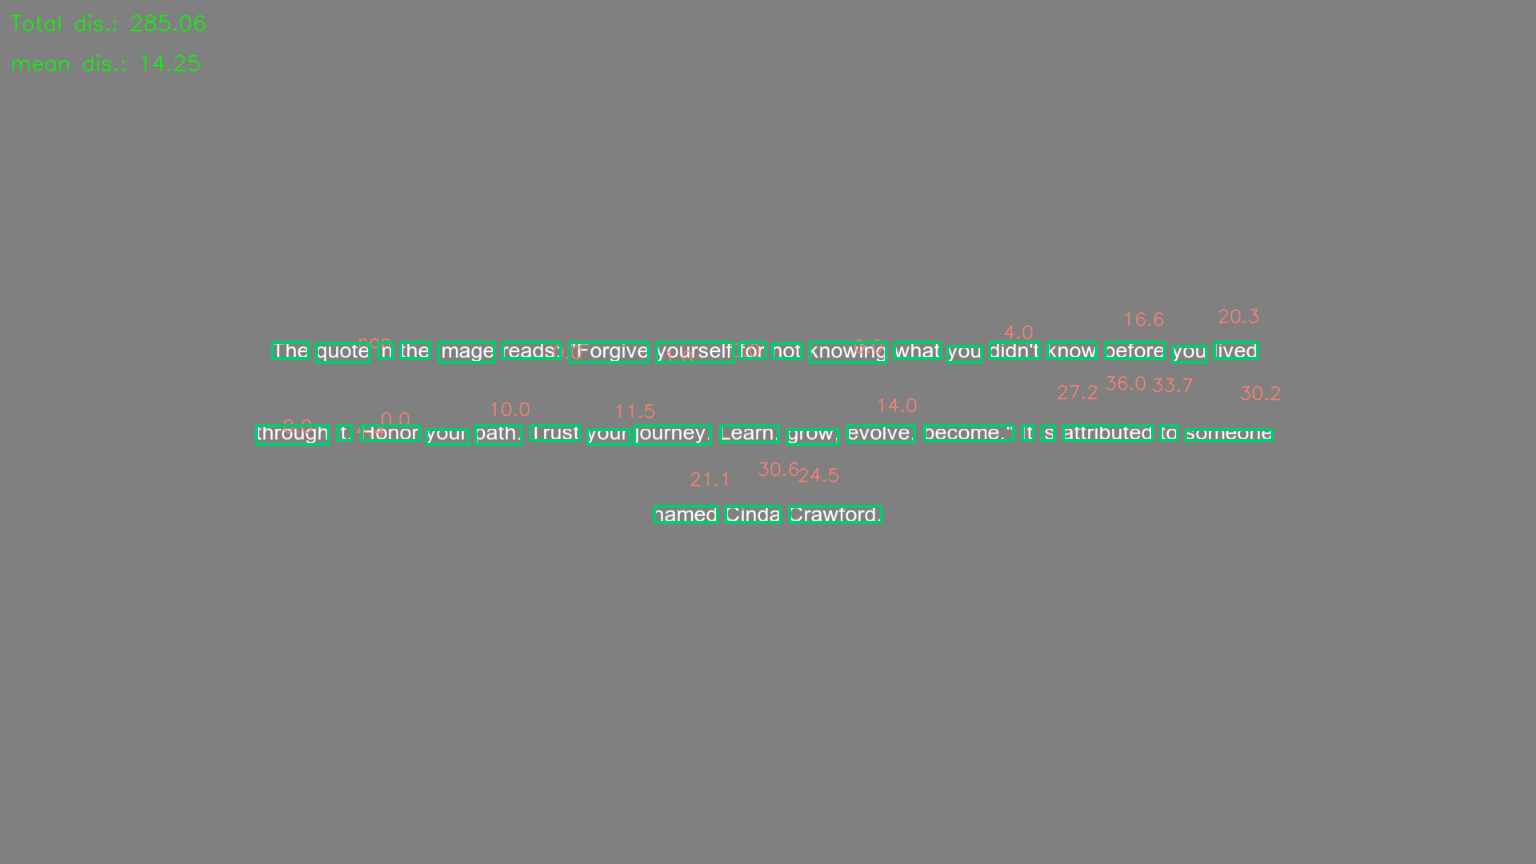 Total dis.: 285.06
mean dis.: 14.25
4.0 16.6 20.3
The quote in the image reads: "Forgive yourself for not knowing what you didn't know before you lived
27.2 36.0 33.7 30.2
0.0 10.0 11.5 14.0
through it. Honor your path. Trust your journey. Learn, grow, evolve, become." It is attributed to someone
21.1 30.6 24.5
named Cinda Crawford.